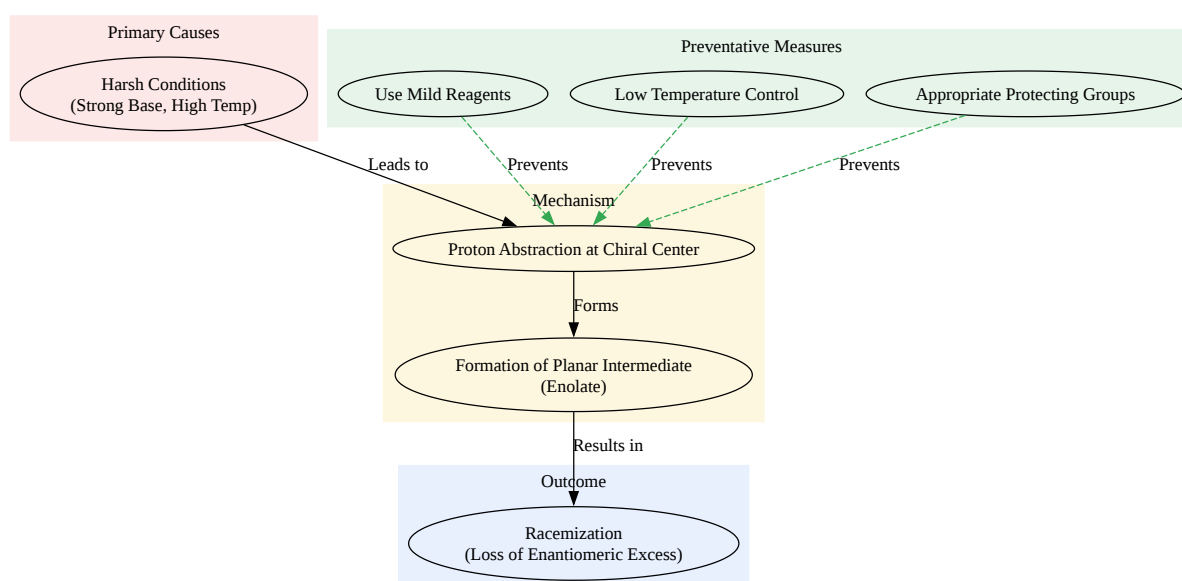 Primary Causes
Harsh Conditions
(Strong Base, High Temp)
Preventative Measures
Use Mild Reagents
Low Temperature Control
Appropriate Protecting Groups
Leads to
Prevents
Prevents
Prevents
Mechanism
Proton Abstraction at Chiral Center
Forms
Formation of Planar Intermediate
(Enolate)
Results in
Outcome
Racemization
(Loss of Enantiomeric Excess)